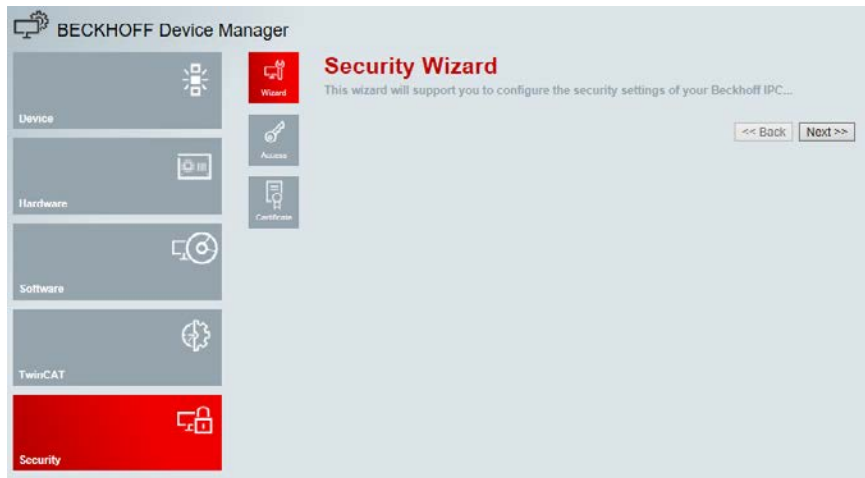 BECKHOFF Device Manager
Device
Hardware
Software
TwinCAT
Security
Wizard
Access
Certificate
Security Wizard
This wizard will support you to configure the security settings of your Beckhoff IPC...
<< Back Next >>